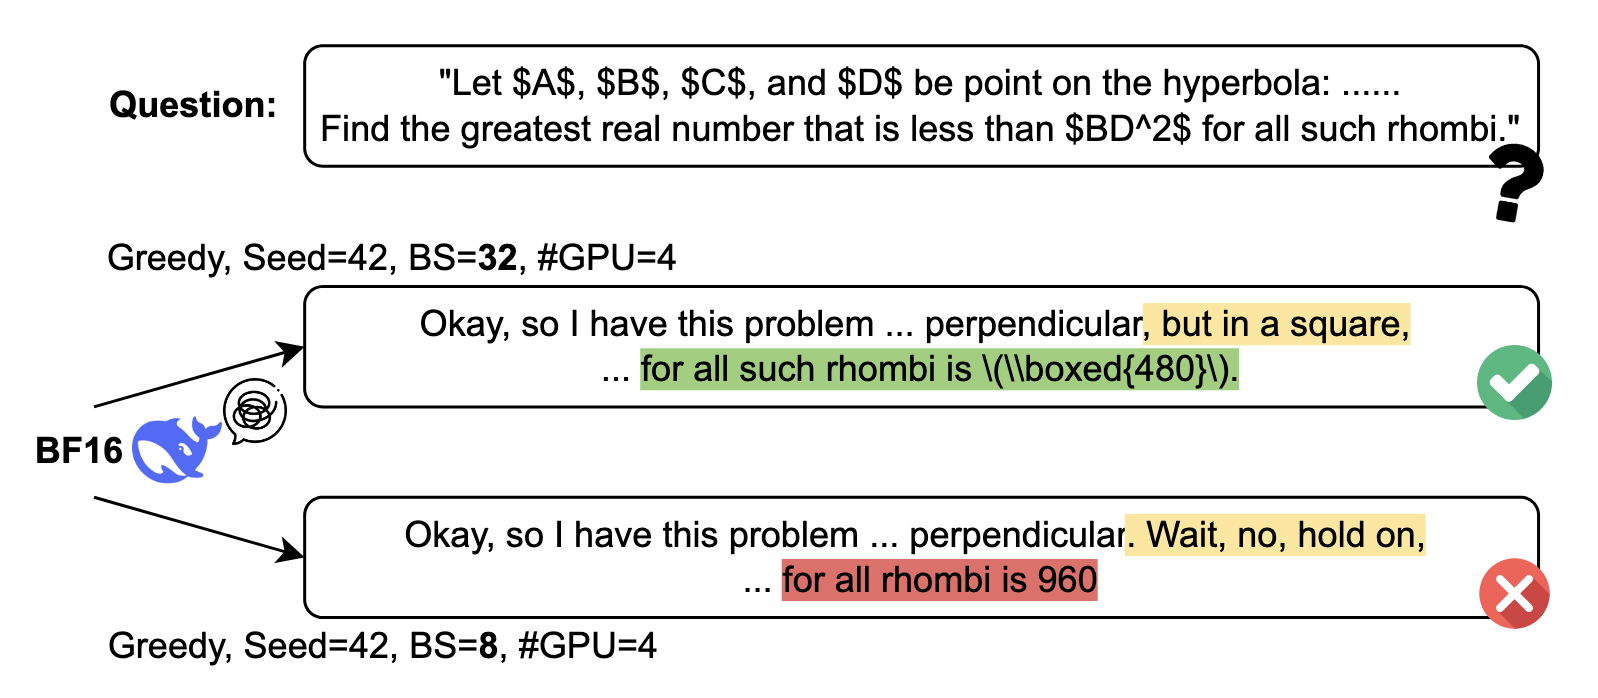 Question:
"Let $A$, $B$, $C$, and $D$ be point on the hyperbola: ......
Find the greatest real number that is less than $BD^2$ for all such rhombi."
?
Greedy, Seed=42, BS=32, #GPU=4
Okay, so I have this problem ... perpendicular, but in a square,
... for all such rhombi is \(\\boxed{480}\).
BF16
Okay, so I have this problem ... perpendicular. Wait, no, hold on,
... for all rhombi is 960
Greedy, Seed=42, BS=8, #GPU=4